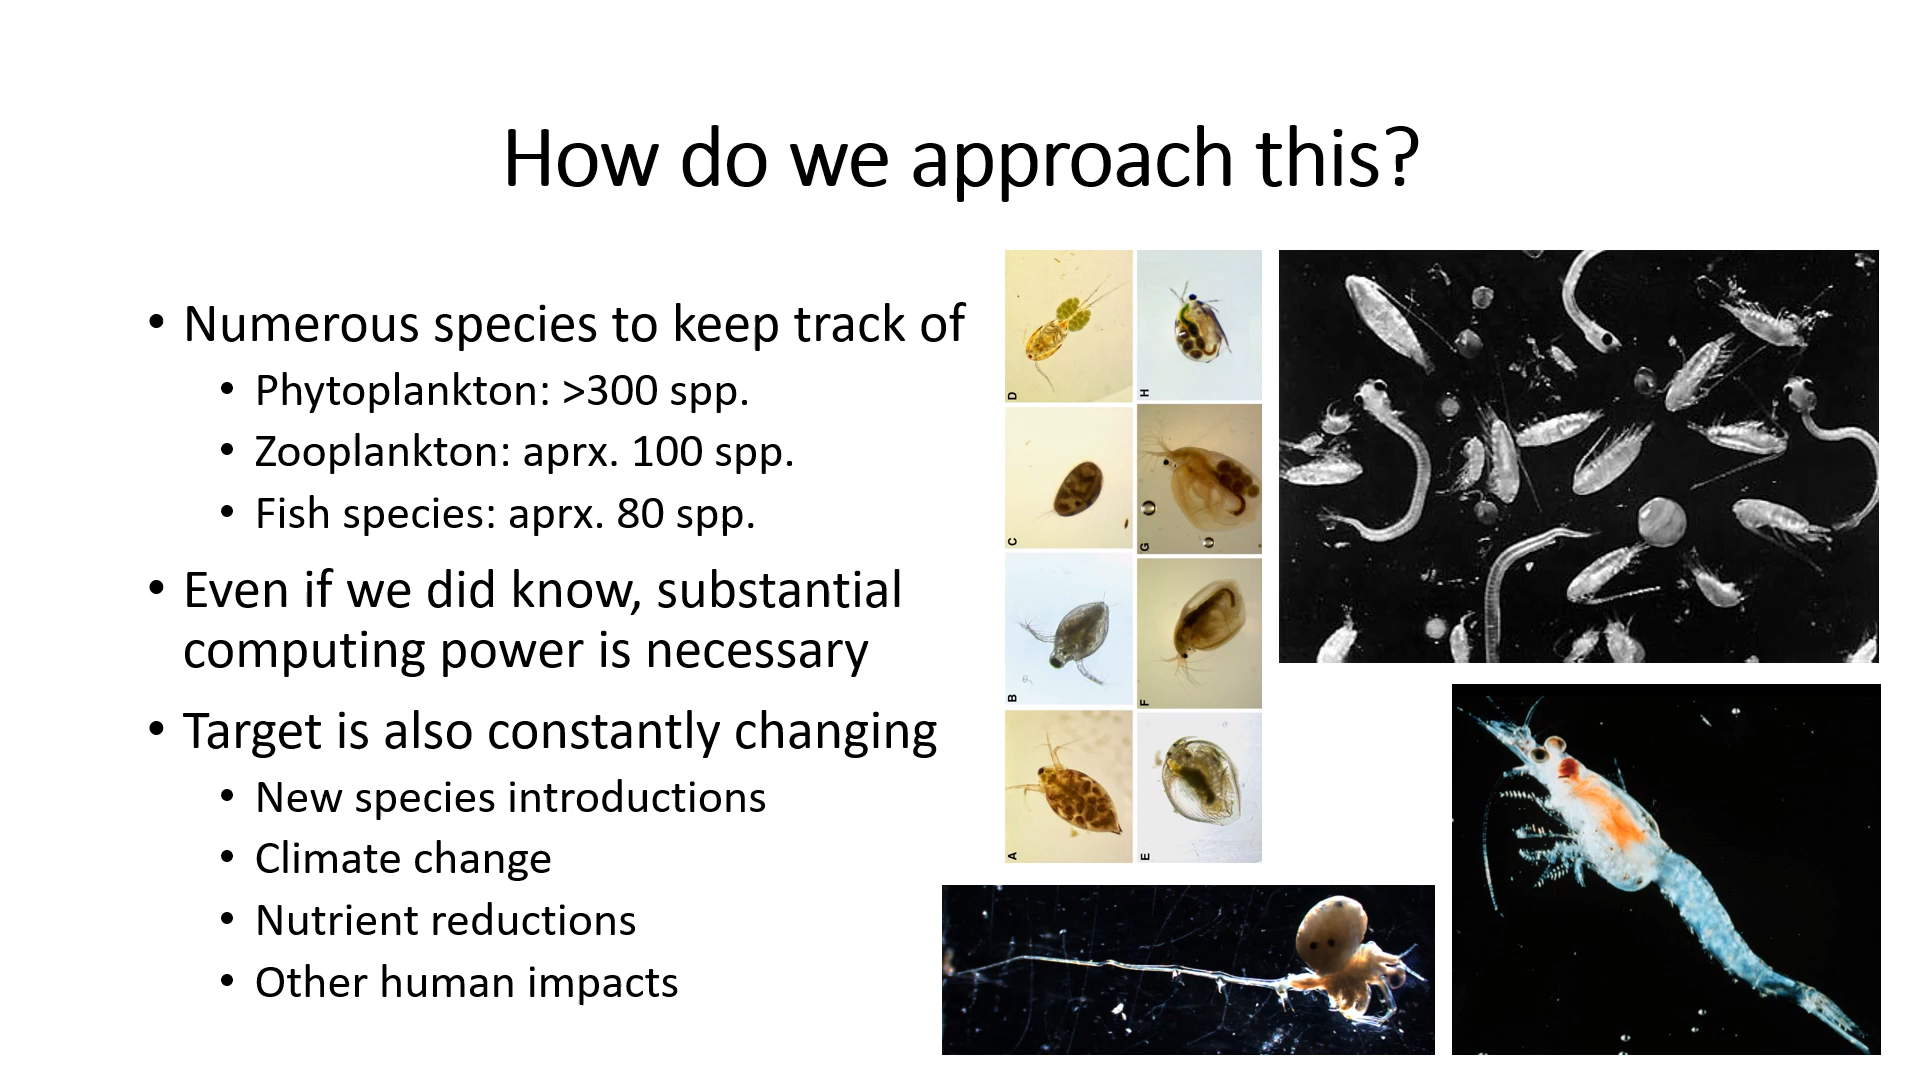 How do we approach this?
• Numerous species to keep track of
• Phytoplankton: >300 spp.
• Zooplankton: aprx. 100 spp.
• Fish species: aprx. 80 spp.
• Even if we did know, substantial
computing power is necessary
• Target is also constantly changing
• New species introductions
• Climate change
• Nutrient reductions
• Other human impacts
D
H
C
G
B
F
A
E